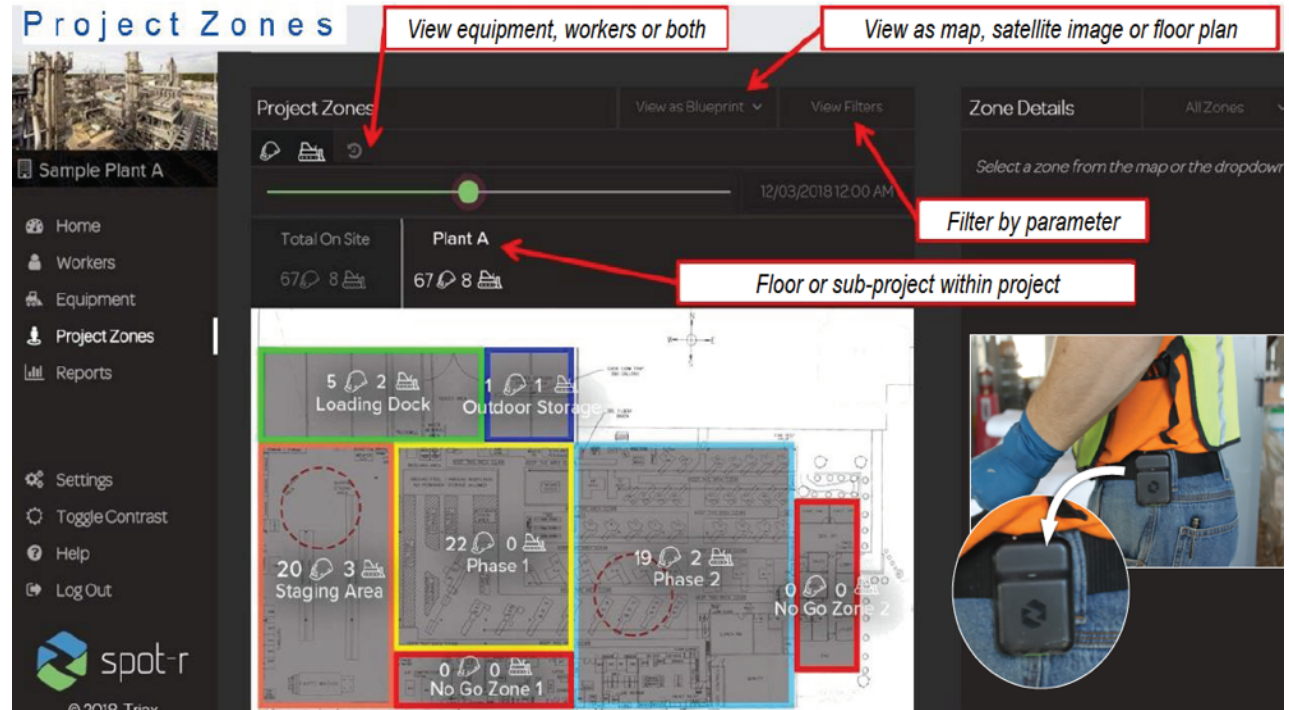 Project Zones
View equipment, workers or both
View as map, satellite image or floor plan
Project Zones
View as Blueprint
View Filters
Zone Details
All Zones
Sample Plant A
Select a zone from the map or the dropdown
12/03/2018 12:00 AM
Filter by parameter
Home
Workers
Equipment
Project Zones
Reports
Total On Site
67 8
Plant A
67 8
Floor or sub-project within project
N
W
E
S
5 2
Loading Dock
1 1
Outdoor Storage
20 3
Staging Area
22 0
Phase 1
19 2
Phase 2
0 0
No Go Zone 2
0 0
No Go Zone 1
Settings
Toggle Contrast
Help
Log Out
spot-r
© 2018 Triax